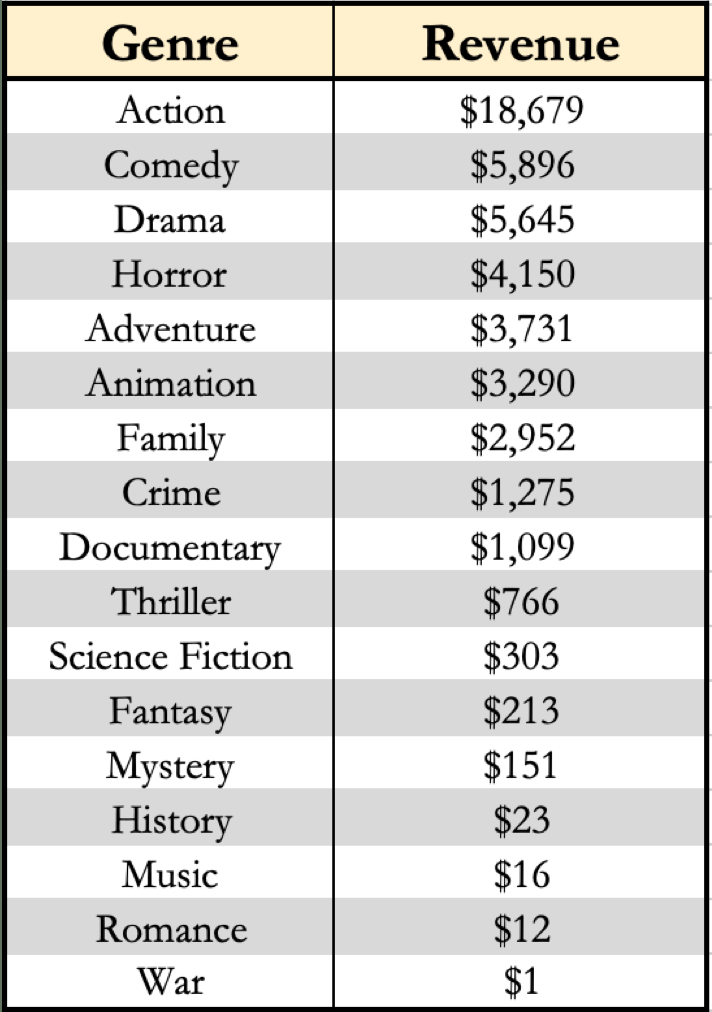 Genre Revenue
Action $18,679
Comedy $5,896
Drama $5,645
Horror $4,150
Adventure $3,731
Animation $3,290
Family $2,952
Crime $1,275
Documentary $1,099
Thriller $766
Science Fiction $303
Fantasy $213
Mystery $151
History $23
Music $16
Romance $12
War $1